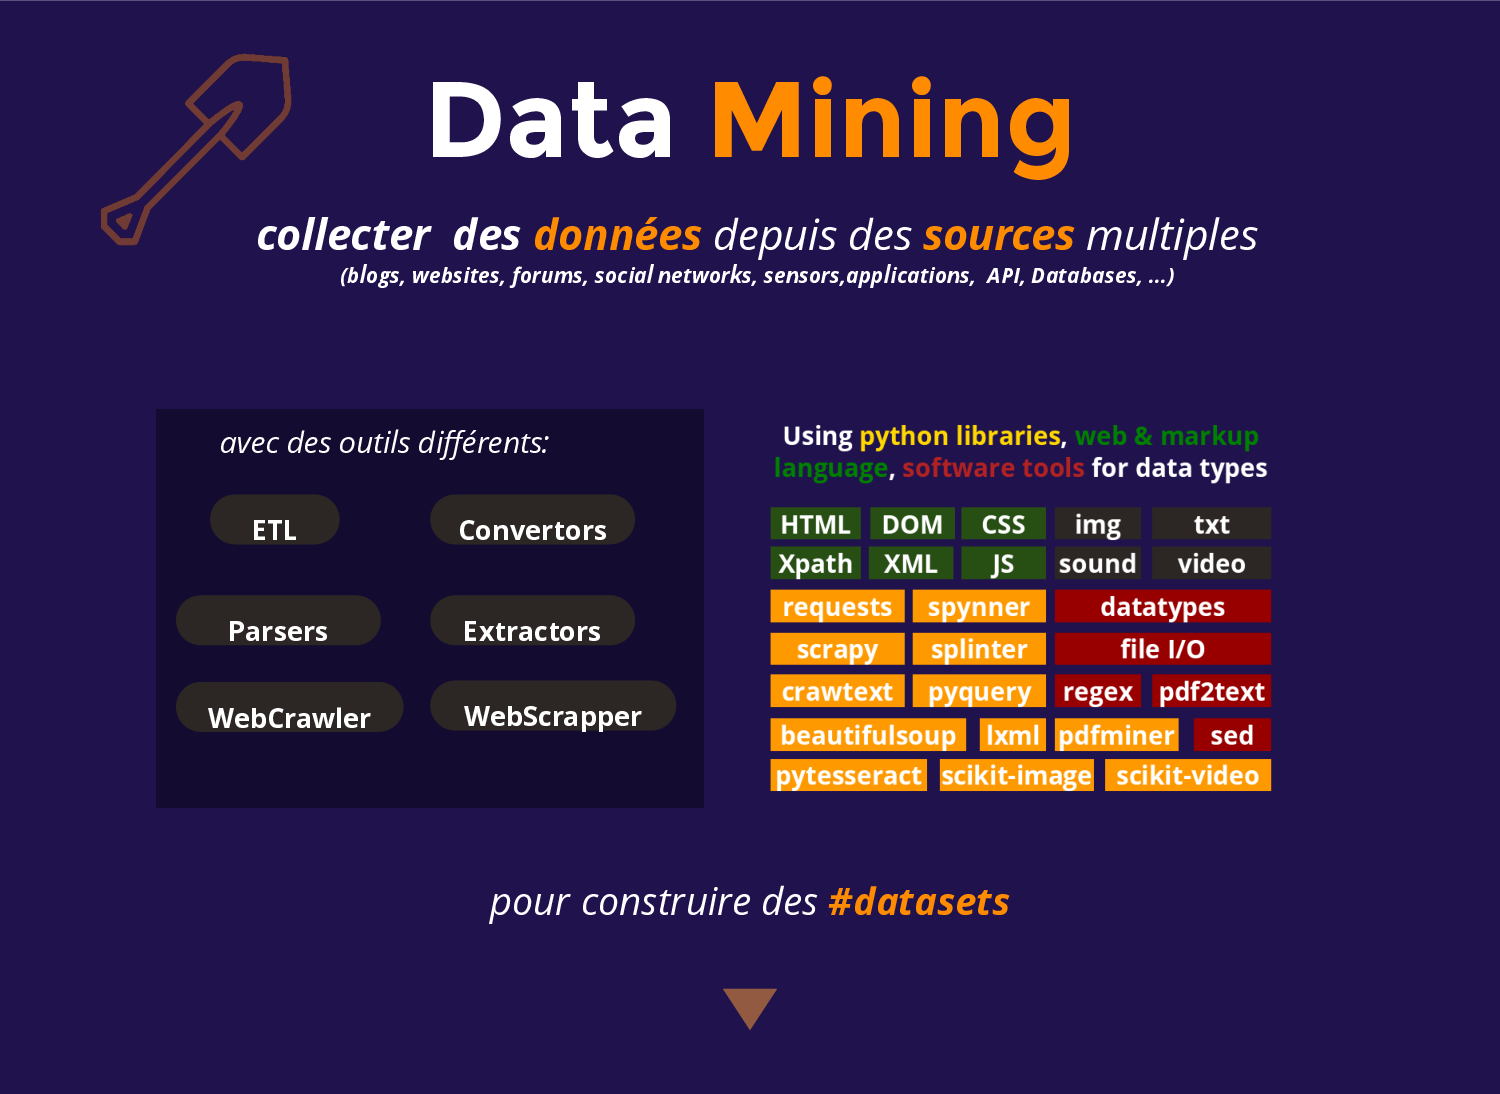 Data Mining
collecter des données depuis des sources multiples
(blogs, websites, forums, social networks, sensors,applications, API, Databases, ...)
avec des outils différents:
ETL
Convertors
Parsers
Extractors
WebCrawler
WebScrapper
Using python libraries, web & markup
language, software tools for data types
HTML DOM CSS img txt
Xpath XML JS sound video
requests spynner datatypes
scrapy splinter file I/O
crawtext pyquery regex pdf2text
beautifulsoup lxml pdfminer sed
pytesseract scikit-image scikit-video
pour construire des #datasets